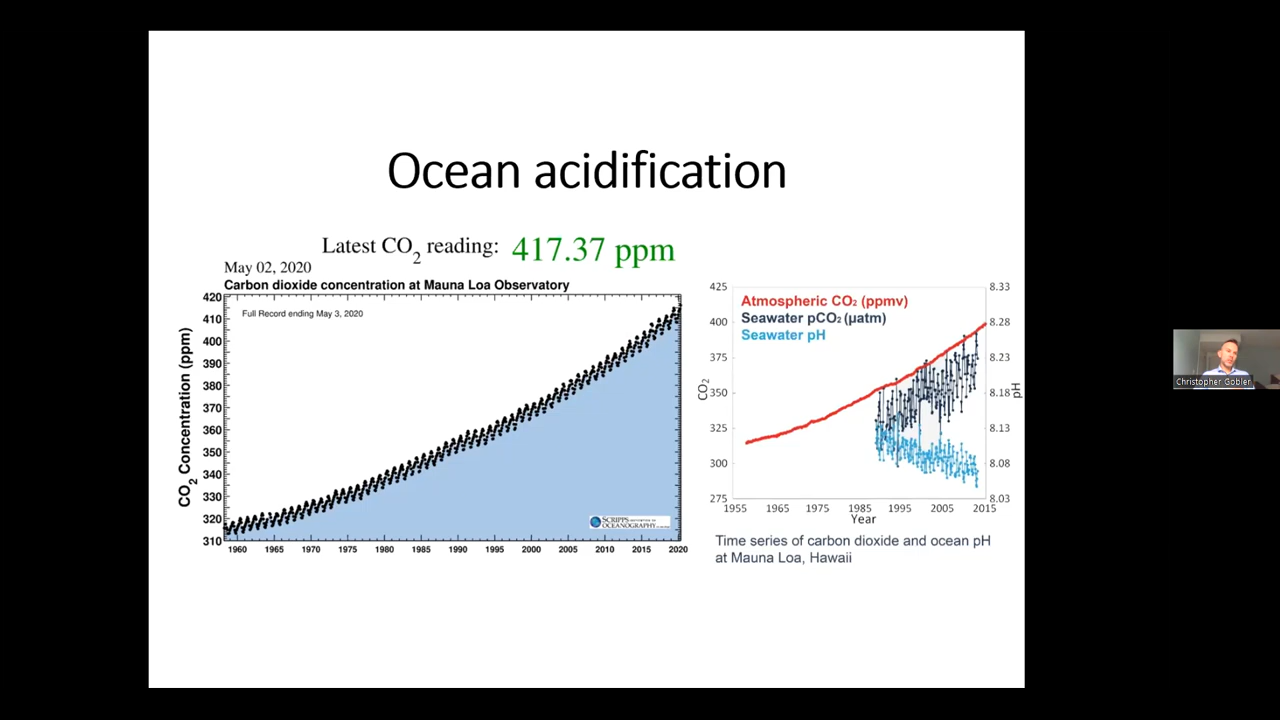 Ocean acidification
Latest CO2 reading: 417.37 ppm
May 02, 2020
Carbon dioxide concentration at Mauna Loa Observatory
Full Record ending May 3, 2020
CO2 Concentration (ppm)
420
410
400
390
380
370
360
350
340
330
320
310
1960 1965 1970 1975 1980 1985 1990 1995 2000 2005 2010 2015 2020
SCRIPPS
OCEANOGRAPHY
Atmospheric CO2 (ppmv)
Seawater pCO2 (µatm)
Seawater pH
CO2
425
400
375
350
325
300
275
8.33
8.28
8.23
8.18
8.13
8.08
8.03
pH
1955 1965 1975 1985 1995 2005 2015
Year
Time series of carbon dioxide and ocean pH
at Mauna Loa, Hawaii
Christopher Gobler